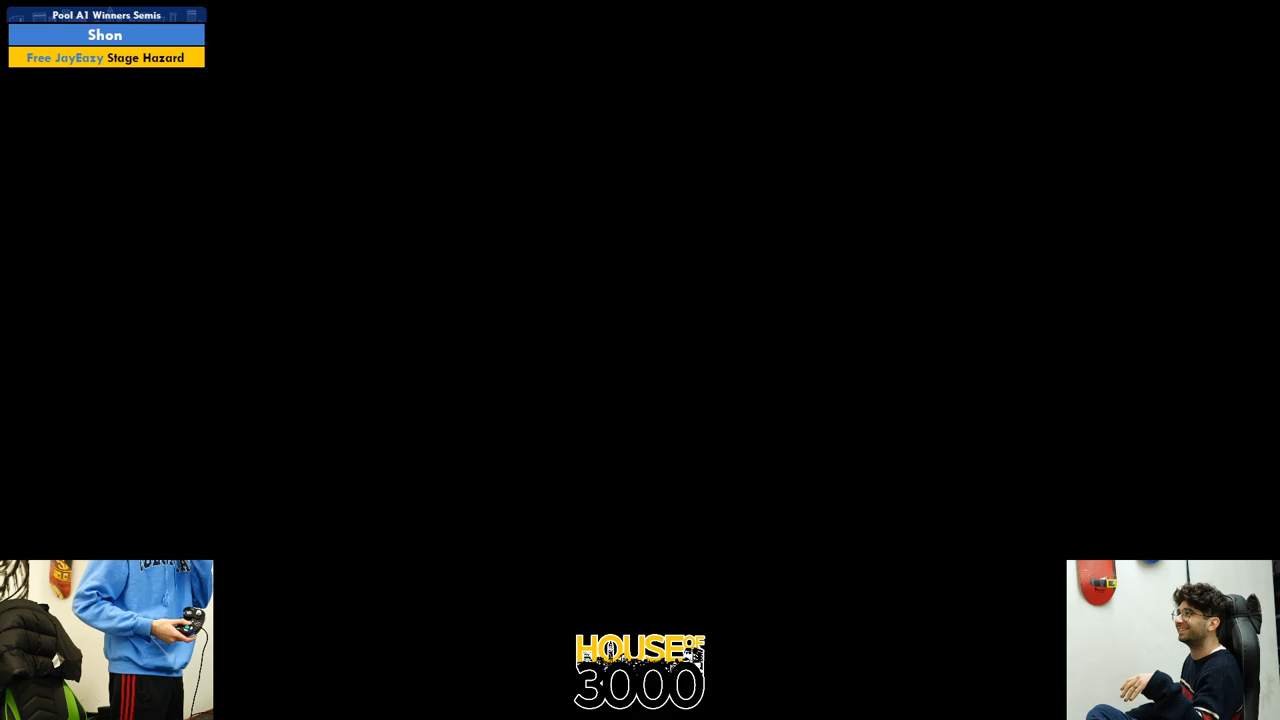 Pool A1 Winners Semis
Shon
Free JayEazy Stage Hazard
HOUSE OF
3000